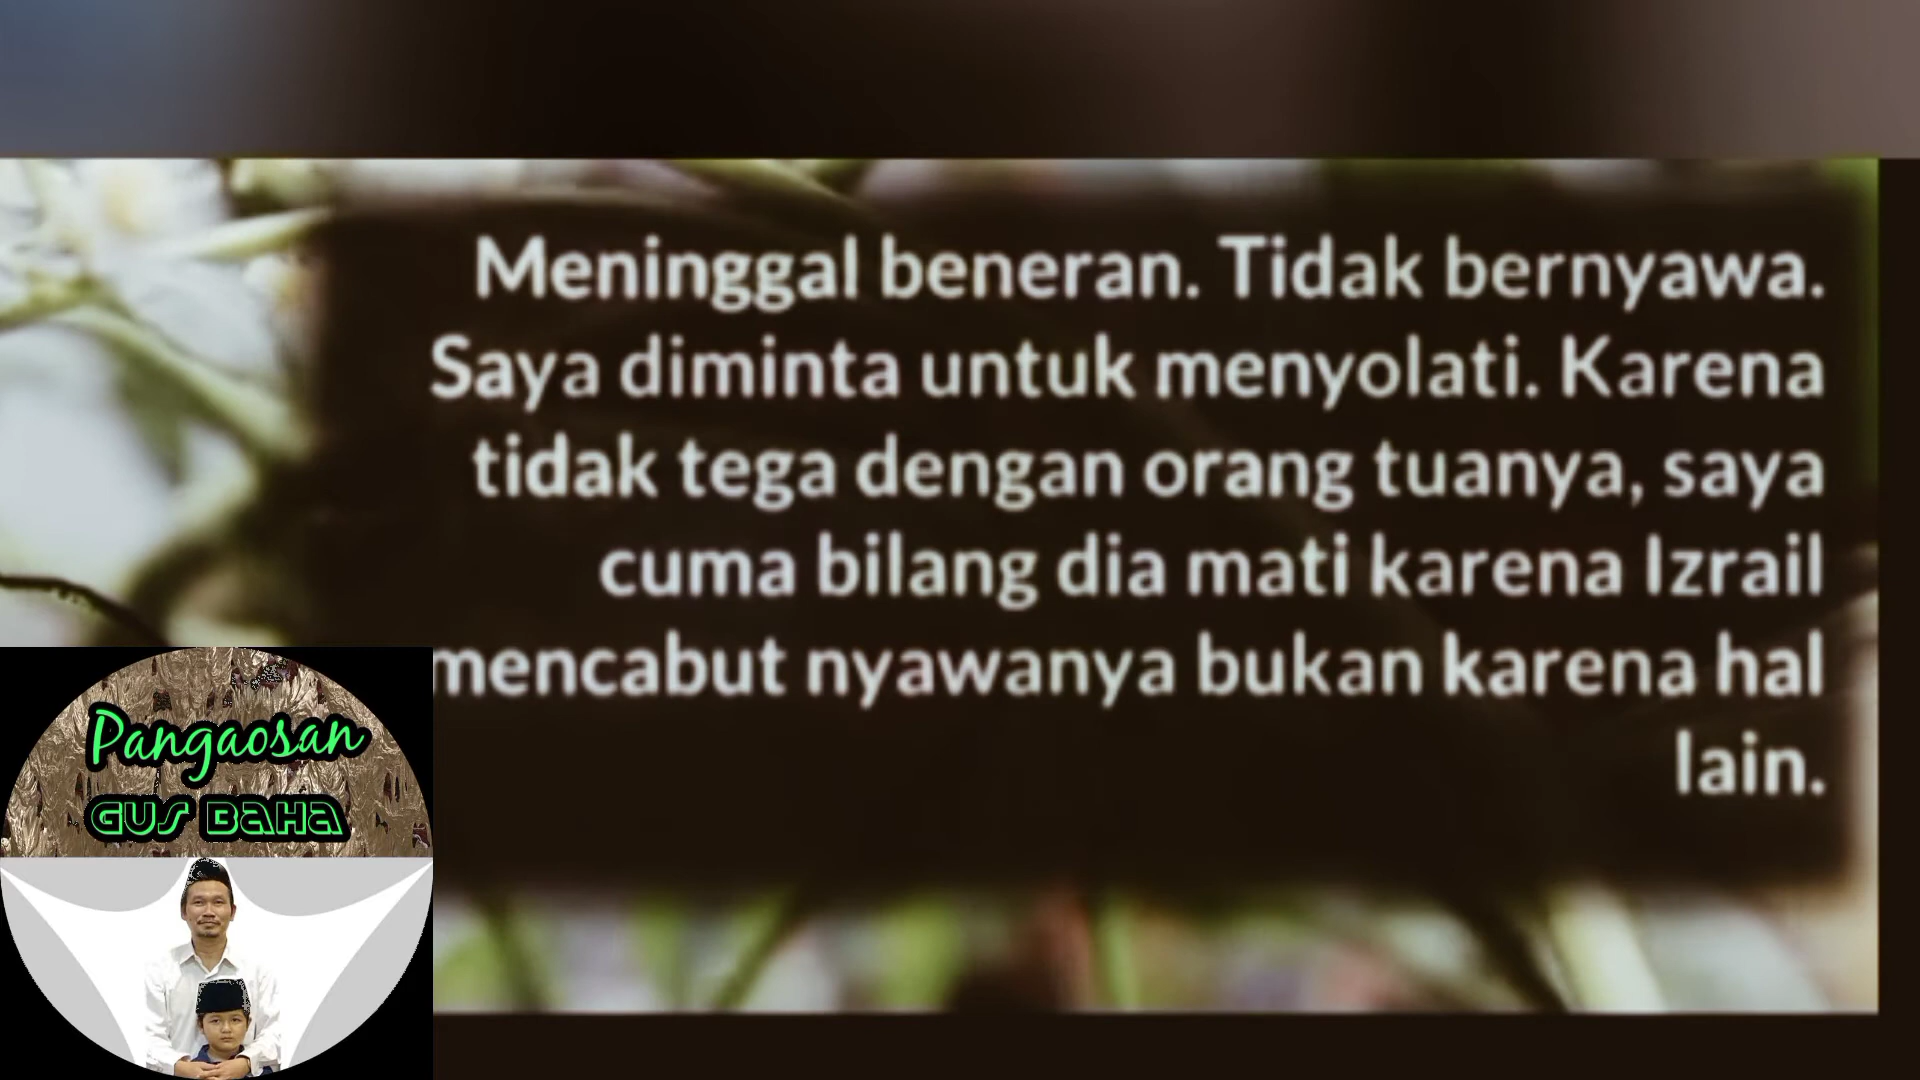 Meninggal beneran. Tidak bernyawa.
Saya diminta untuk menyolati. Karena
tidak tega dengan orang tuanya, saya
cuma bilang dia mati karena Izrail
mencabut nyawanya bukan karena hal
lain.
Pangaosan
GUS BAHA